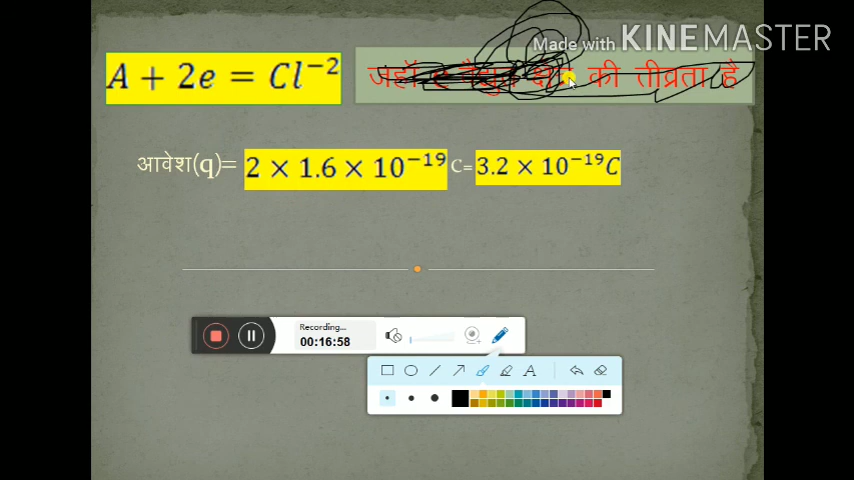 Made with KINEMASTER
A + 2e = Cl⁻²
जहाँ e वैद्युत क्षेत्र की तीव्रता है
आवेश(q)= 2 × 1.6 × 10⁻¹⁹ C= 3.2 × 10⁻¹⁹C
Recording...
00:16:58
A